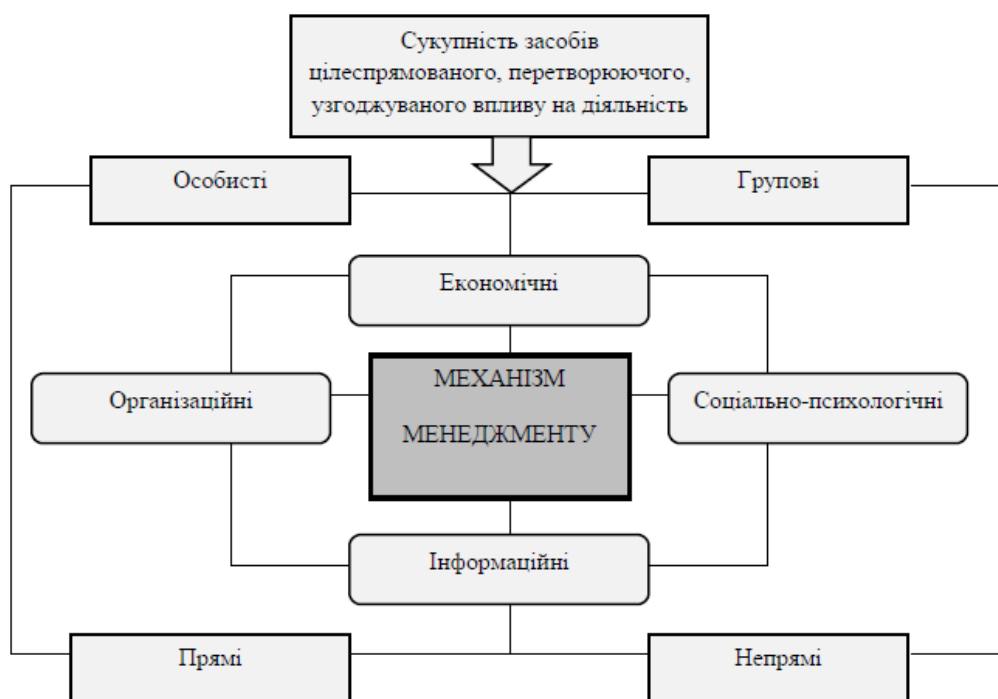 Сукупність засобів
цілеспрямованого, перетворюючого,
узгоджуваного впливу на діяльність
Особисті
Групові
Економічні
МЕХАНІЗМ
МЕНЕДЖМЕНТУ
Організаційні
Соціально-психологічні
Інформаційні
Прямі
Непрямі